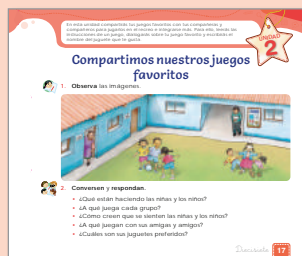 En esta unidad compartirás tus juegos favoritos con tus compañeras y
compañeros para jugarlos en el recreo e integrarse más. Para ello, leerás las
instrucciones de un juego, dialogarás sobre tu juego favorito y escribirás el
nombre del juguete que te gusta.
UNIDAD
2
Compartimos nuestros juegos
favoritos
1. Observa las imágenes.
2. Conversen y respondan.
• ¿Qué están haciendo las niñas y los niños?
• ¿A qué juega cada grupo?
• ¿Cómo creen que se sienten las niñas y los niños?
• ¿A qué juegan con sus amigas y amigos?
• ¿Cuáles son sus juguetes preferidos?
Diecisiete 17